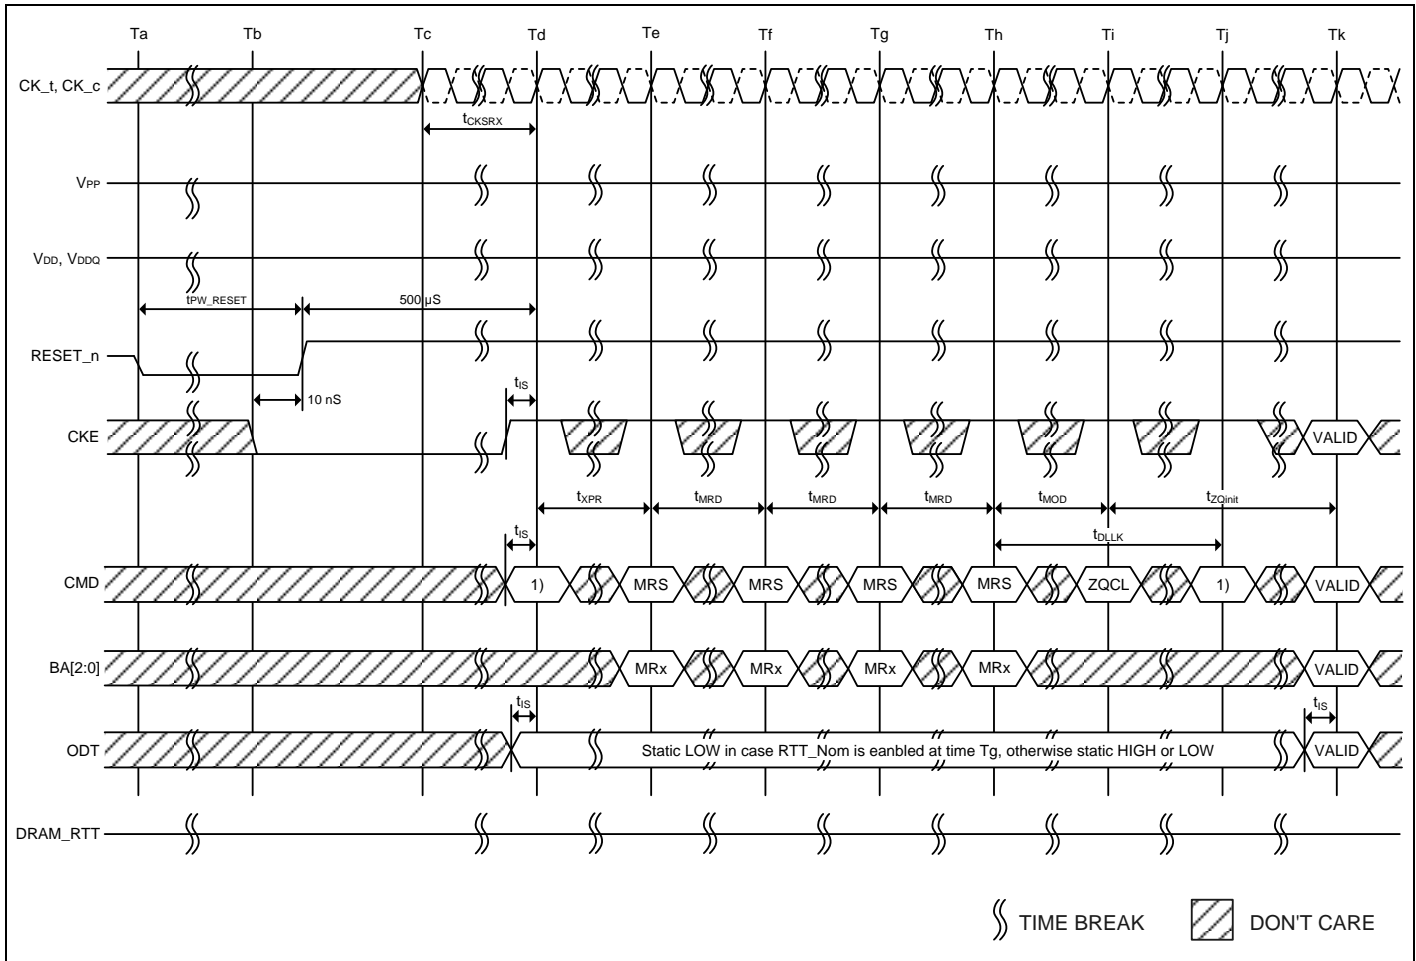 Ta Tb Tc Td Te Tf Tg Th Ti Tj Tk
CK_t, CK_c
tCKSRX
VPP
VDD, VDDQ
tPW_RESET 500 µS
RESET_n
tIS
10 nS
CKE VALID
tXPR tMRD tMRD tMRD tMOD tZQinit
tIS tDLLK
CMD 1) MRS MRS MRS MRS ZQCL 1) VALID
BA[2:0] MRx MRx MRx MRx VALID
tIS tIS
ODT Static LOW in case RTT_Nom is eanbled at time Tg, otherwise static HIGH or LOW VALID
DRAM_RTT
TIME BREAK DON'T CARE